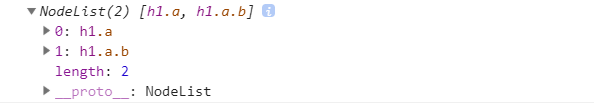 ▼ NodeList(2) [h1.a, h1.a.b] i
▶ 0: h1.a
▶ 1: h1.a.b
length: 2
▶ __proto__: NodeList